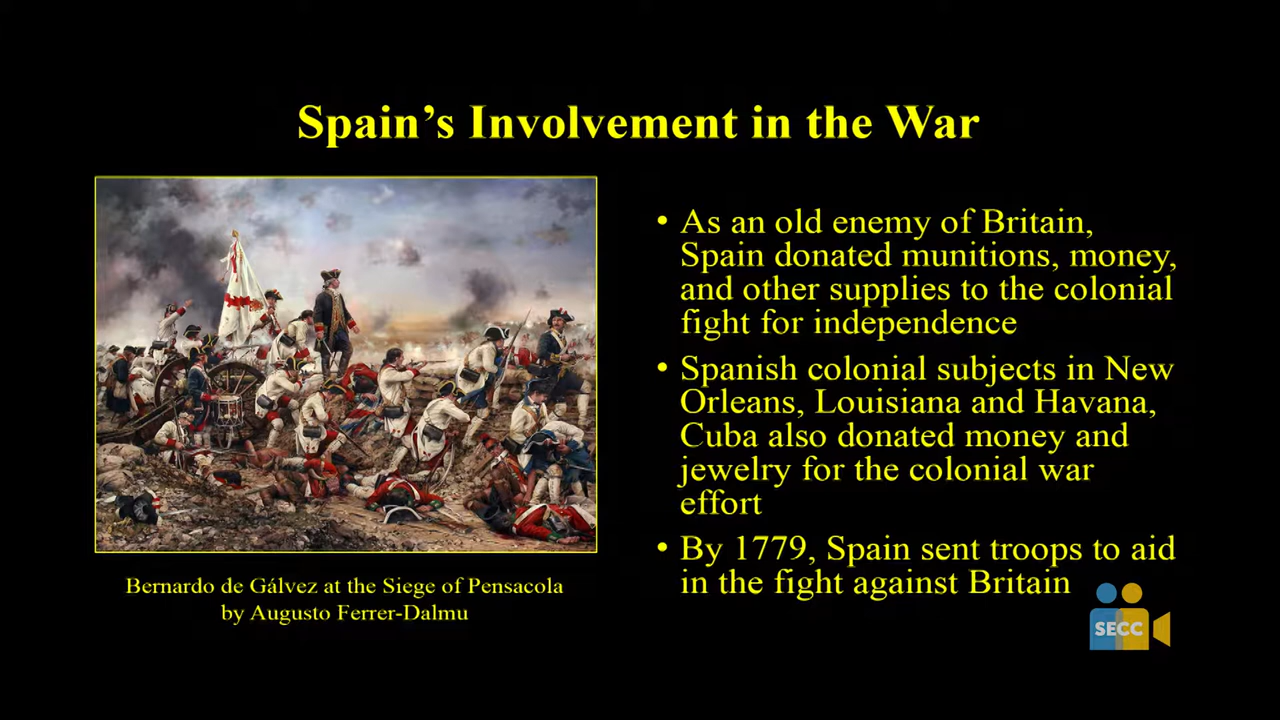 Spain's Involvement in the War
• As an old enemy of Britain,
Spain donated munitions, money,
and other supplies to the colonial
fight for independence
• Spanish colonial subjects in New
Orleans, Louisiana and Havana,
Cuba also donated money and
jewelry for the colonial war
effort
• By 1779, Spain sent troops to aid
in the fight against Britain
Bernardo de Gálvez at the Siege of Pensacola
by Augusto Ferrer-Dalmu
SECC